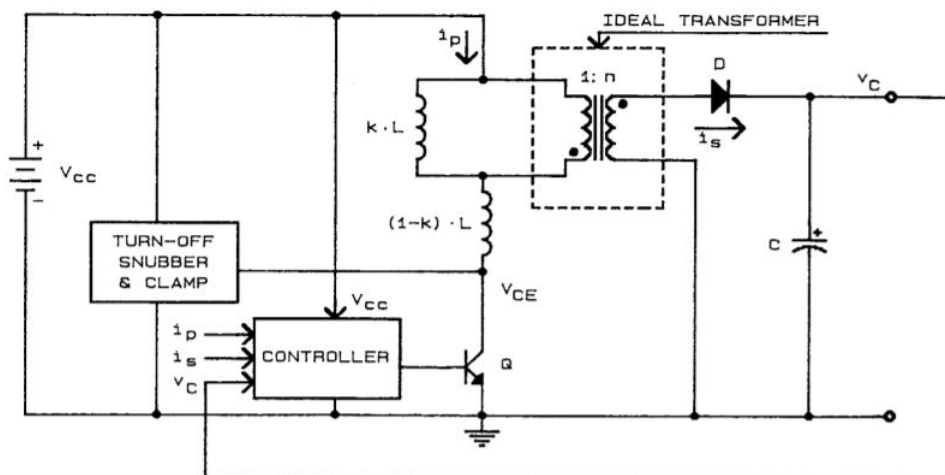 IDEAL TRANSFORMER
i_p
1:n
D
v_C
k·L
i_s
+
V_CC
-
(1-k)·L
C
+
TURN-OFF
SNUBBER
& CLAMP
V_CE
V_CC
i_p
i_s
v_C
CONTROLLER
Q